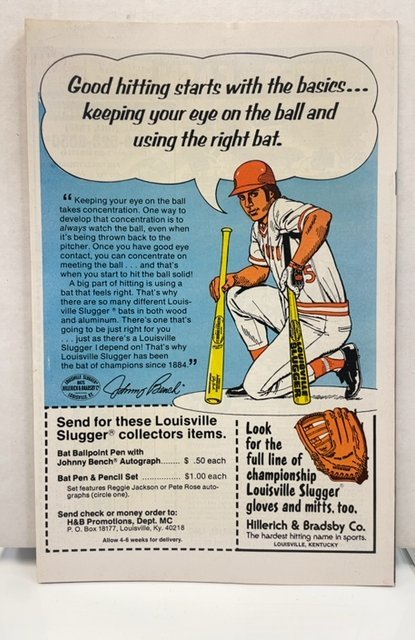 Good hitting starts with the basics...
keeping your eye on the ball and
using the right bat.
“Keeping your eye on the ball
takes concentration. One way to
develop that concentration is to
always watch the ball, even when
it's being thrown back to the
pitcher. Once you have good eye
contact, you can concentrate on
meeting the ball . . . and that's
when you start to hit the ball solid!
A big part of hitting is using a
bat that feels right. That's why
there are so many different Louis-
ville Slugger® bats in both wood
and aluminum. There's one that's
going to be just right for you
. . . just as there's a Louisville
Slugger I depend on! That's why
Louisville Slugger has been
the bat of champions since 1884.”
LOUISVILLE SLUGGER
BATS
HILLERICH & BRADSBY Co
LOUISVILLE, KY.
Johnny Bench
5
Send for these Louisville
Slugger® collectors items.
Bat Ballpoint Pen with
Johnny Bench® Autograph....... $ .50 each
Bat Pen & Pencil Set .............. $1.00 each
Set features Reggie Jackson or Pete Rose auto-
graphs (circle one).
Send check or money order to:
H&B Promotions, Dept. MC
P. O. Box 18177, Louisville, Ky. 40218
Allow 4-6 weeks for delivery.
Look
for the
full line of
championship
Louisville Slugger®
gloves and mitts, too.
Hillerich & Bradsby Co.
The hardest hitting name in sports.
LOUISVILLE, KENTUCKY